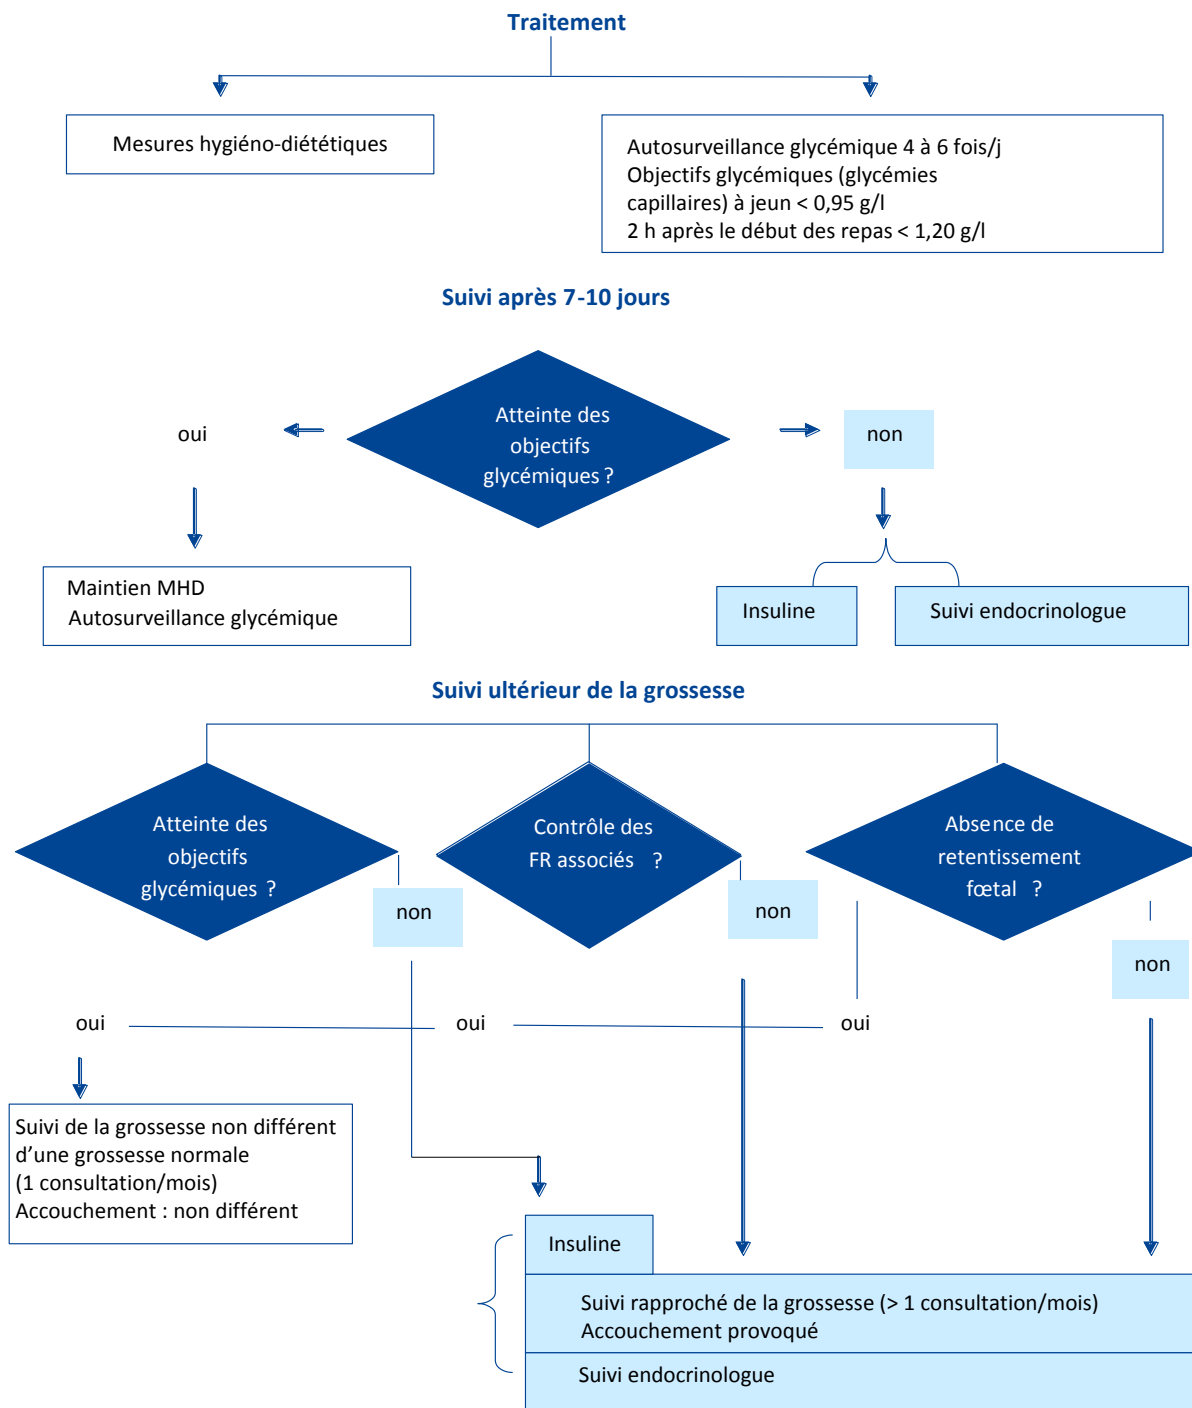 Traitement
Mesures hygiéno-diététiques
Autosurveillance glycémique 4 à 6 fois/j
Objectifs glycémiques (glycémies
capillaires) à jeun < 0,95 g/l
2 h après le début des repas < 1,20 g/l
Suivi après 7-10 jours
Atteinte des
objectifs
glycémiques ?
oui
non
Maintien MHD
Autosurveillance glycémique
Insuline
Suivi endocrinologue
Suivi ultérieur de la grossesse
Atteinte des
objectifs
glycémiques ?
Contrôle des
FR associés ?
Absence de
retentissement
fœtal ?
non
non
non
oui
oui
oui
Suivi de la grossesse non différent
d’une grossesse normale
(1 consultation/mois)
Accouchement : non différent
Insuline
Suivi rapproché de la grossesse (> 1 consultation/mois)
Accouchement provoqué
Suivi endocrinologue